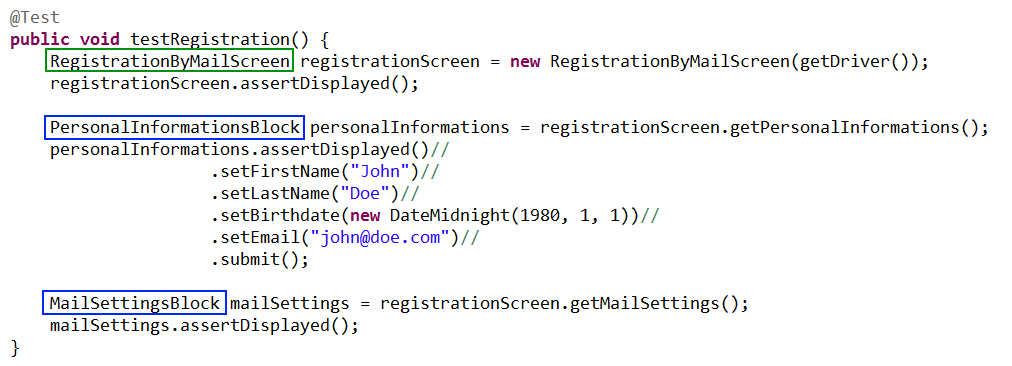 @Test
public void testRegistration() {
    RegistrationByMailScreen registrationScreen = new RegistrationByMailScreen(getDriver());
    registrationScreen.assertDisplayed();

    PersonalInformationsBlock personalInformations = registrationScreen.getPersonalInformations();
    personalInformations.assertDisplayed()//
                    .setFirstName("John")//
                    .setLastName("Doe")//
                    .setBirthdate(new DateMidnight(1980, 1, 1))//
                    .setEmail("john@doe.com")//
                    .submit();

    MailSettingsBlock mailSettings = registrationScreen.getMailSettings();
    mailSettings.assertDisplayed();
}